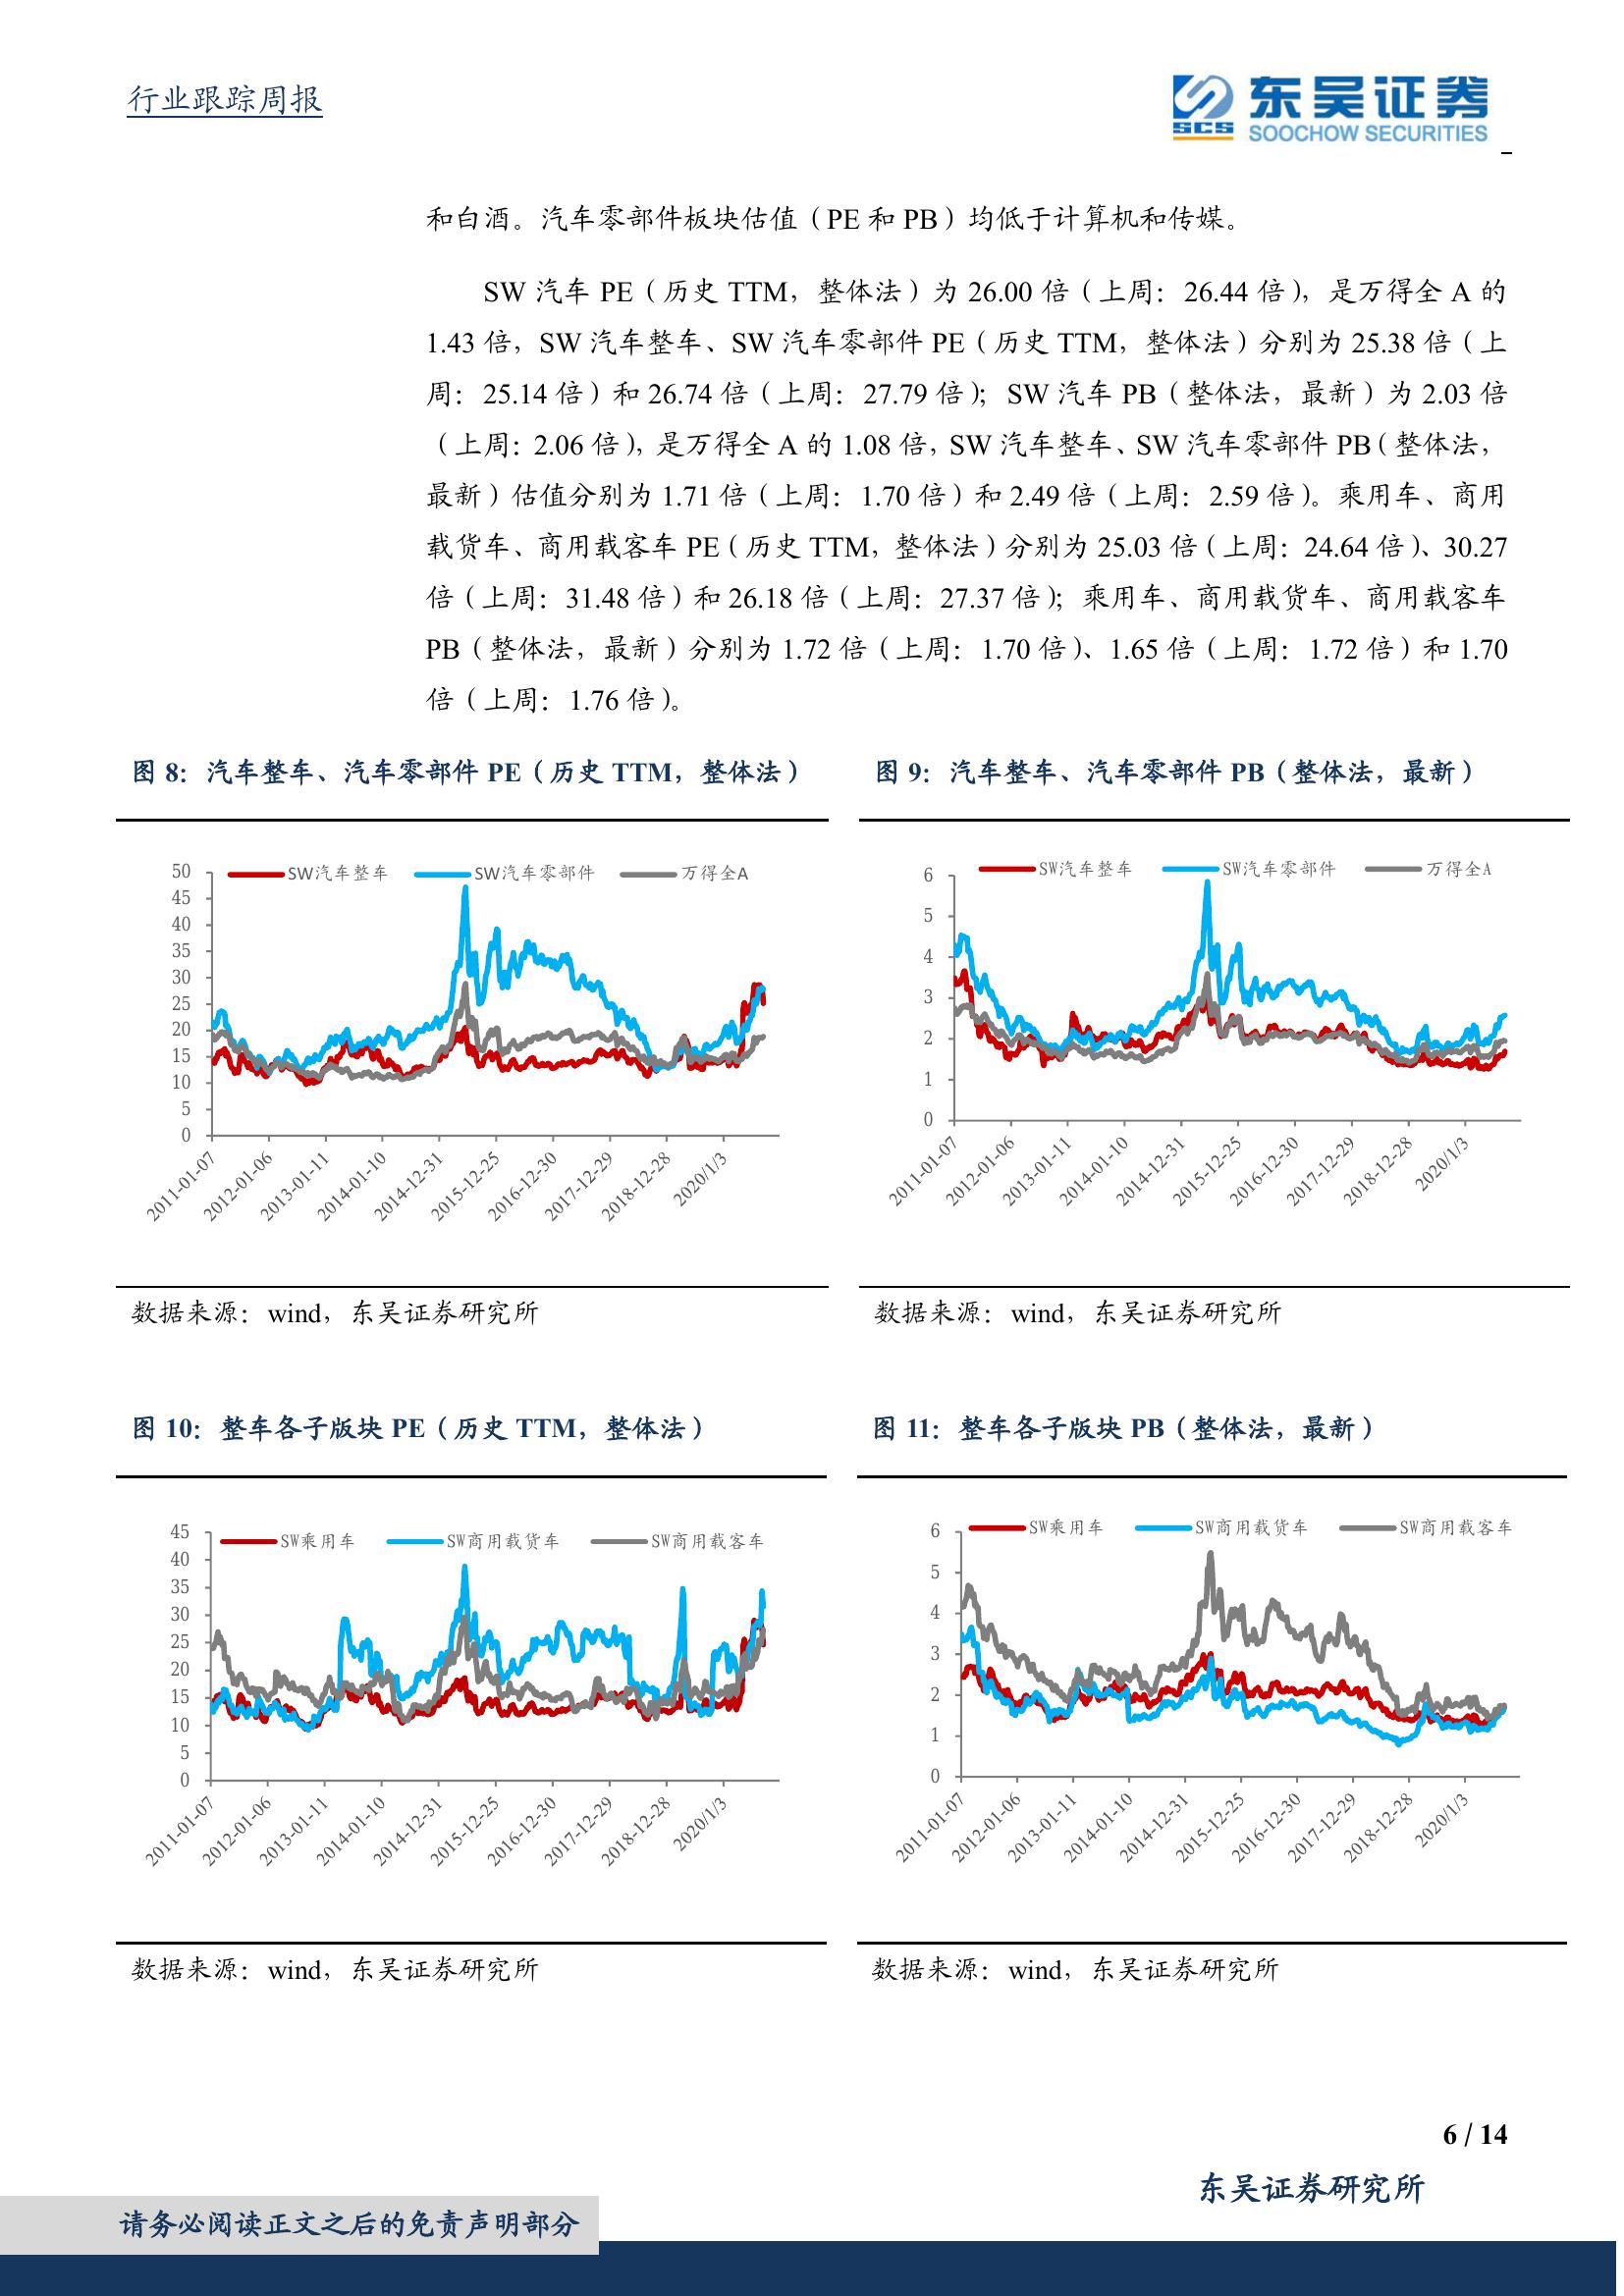 行业跟踪周报
东吴证券
SCS
SOOCHOW SECURITIES
和白酒。汽车零部件板块估值（PE 和 PB）均低于计算机和传媒。
SW 汽车 PE（历史 TTM，整体法）为 26.00 倍（上周：26.44 倍），是万得全 A 的
1.43 倍，SW 汽车整车、SW 汽车零部件 PE（历史 TTM，整体法）分别为 25.38 倍（上
周：25.14 倍）和 26.74 倍（上周：27.79 倍）；SW 汽车 PB（整体法，最新）为 2.03 倍
（上周：2.06 倍），是万得全 A 的 1.08 倍，SW 汽车整车、SW 汽车零部件 PB（整体法，
最新）估值分别为 1.71 倍（上周：1.70 倍）和 2.49 倍（上周：2.59 倍）。乘用车、商用
载货车、商用载客车 PE（历史 TTM，整体法）分别为 25.03 倍（上周：24.64 倍）、30.27
倍（上周：31.48 倍）和 26.18 倍（上周：27.37 倍）；乘用车、商用载货车、商用载客车
PB（整体法，最新）分别为 1.72 倍（上周：1.70 倍）、1.65 倍（上周：1.72 倍）和 1.70
倍（上周：1.76 倍）。
图 8：汽车整车、汽车零部件 PE（历史 TTM，整体法）
SW汽车整车 SW汽车零部件 万得全A
50
45
40
35
30
25
20
15
10
5
0
2011-01-07 2012-01-06 2013-01-11 2014-01-10 2014-12-31 2015-12-25 2016-12-30 2017-12-29 2018-12-28 2020/1/3
数据来源：wind，东吴证券研究所
图 9：汽车整车、汽车零部件 PB（整体法，最新）
SW汽车整车 SW汽车零部件 万得全A
6
5
4
3
2
1
0
2011-01-07 2012-01-06 2013-01-11 2014-01-10 2014-12-31 2015-12-25 2016-12-30 2017-12-29 2018-12-28 2020/1/3
数据来源：wind，东吴证券研究所
图 10：整车各子版块 PE（历史 TTM，整体法）
SW乘用车 SW商用载货车 SW商用载客车
45
40
35
30
25
20
15
10
5
0
2011-01-07 2012-01-06 2013-01-11 2014-01-10 2014-12-31 2015-12-25 2016-12-30 2017-12-29 2018-12-28 2020/1/3
数据来源：wind，东吴证券研究所
图 11：整车各子版块 PB（整体法，最新）
SW乘用车 SW商用载货车 SW商用载客车
6
5
4
3
2
1
0
2011-01-07 2012-01-06 2013-01-11 2014-01-10 2014-12-31 2015-12-25 2016-12-30 2017-12-29 2018-12-28 2020/1/3
数据来源：wind，东吴证券研究所
6 / 14
东吴证券研究所
请务必阅读正文之后的免责声明部分